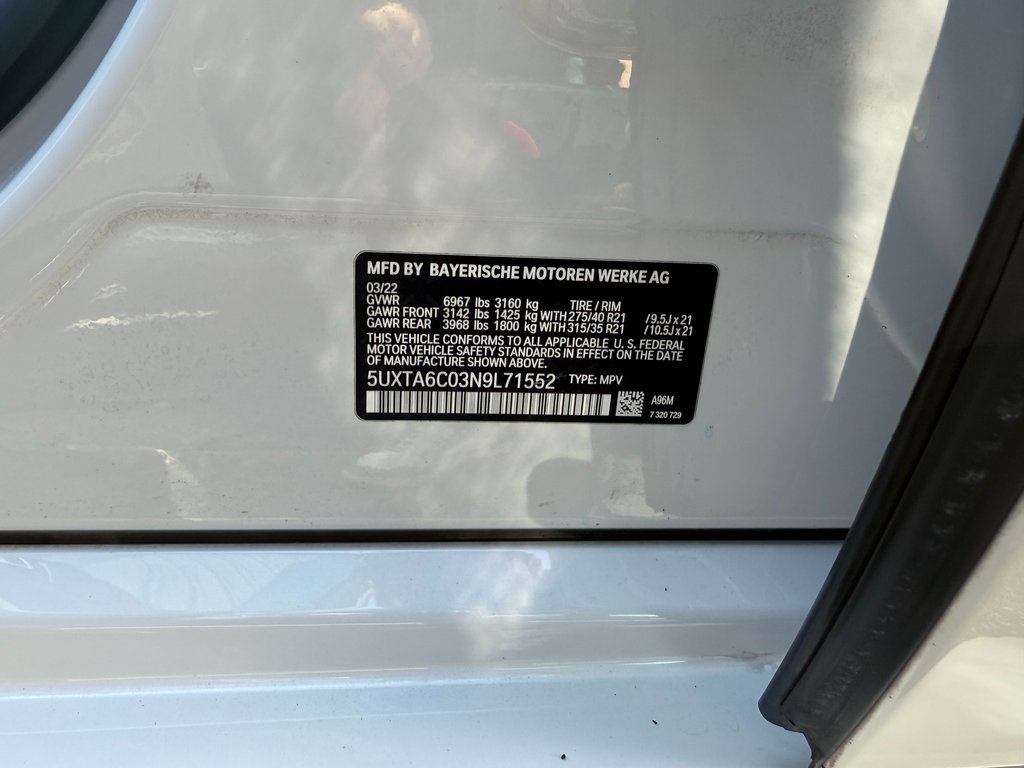 MFD BY BAYERISCHE MOTOREN WERKE AG
03/22
GVWR 6967 lbs 3160 kg TIRE / RIM
GAWR FRONT 3142 lbs 1425 kg WITH 275/40 R21 / 9.5J x 21
GAWR REAR 3968 lbs 1800 kg WITH 315/35 R21 / 10.5J x 21
THIS VEHICLE CONFORMS TO ALL APPLICABLE U. S. FEDERAL
MOTOR VEHICLE SAFETY STANDARDS IN EFFECT ON THE DATE
OF MANUFACTURE SHOWN ABOVE.
5UXTA6C03N9L71552 TYPE: MPV
A96M
7 320 729